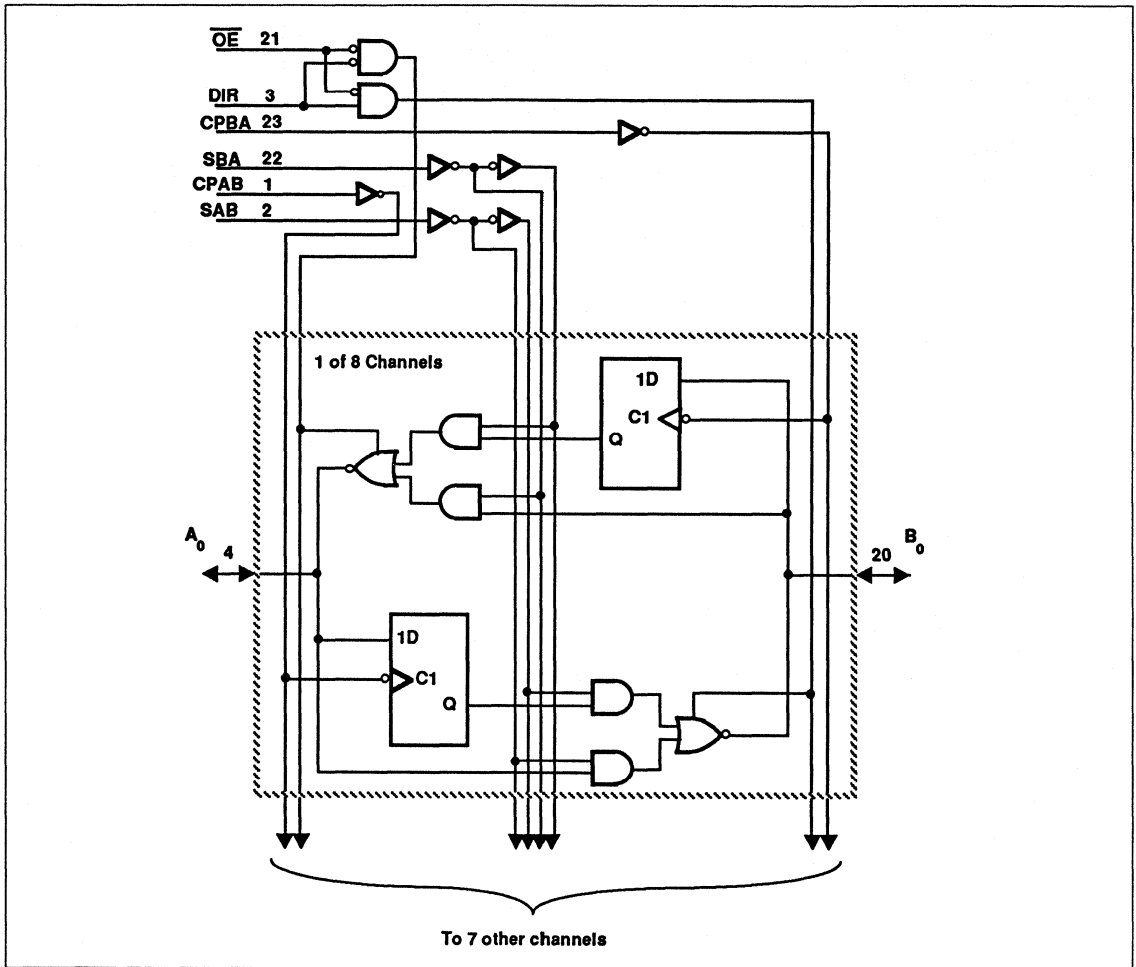 OE 21
DIR 3
CPBA 23
SBA 22
CPAB 1
SAB 2
1 of 8 Channels
1D
C1
Q
A0 4
20 B0
1D
C1
Q
To 7 other channels